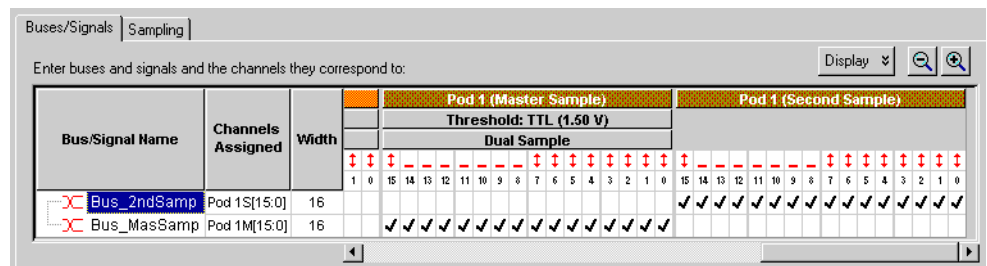 Buses/Signals Sampling
Enter buses and signals and the channels they correspond to: Display
Pod 1 (Master Sample) Pod 1 (Second Sample)
Threshold: TTL (1.50 V)
Bus/Signal Name Channels Assigned Width Dual Sample
1 0 15 14 13 12 11 10 9 8 7 6 5 4 3 2 1 0 15 14 13 12 11 10 9 8 7 6 5 4 3 2 1 0
Bus_2ndSamp Pod 1S[15:0] 16
Bus_MasSamp Pod 1M[15:0] 16